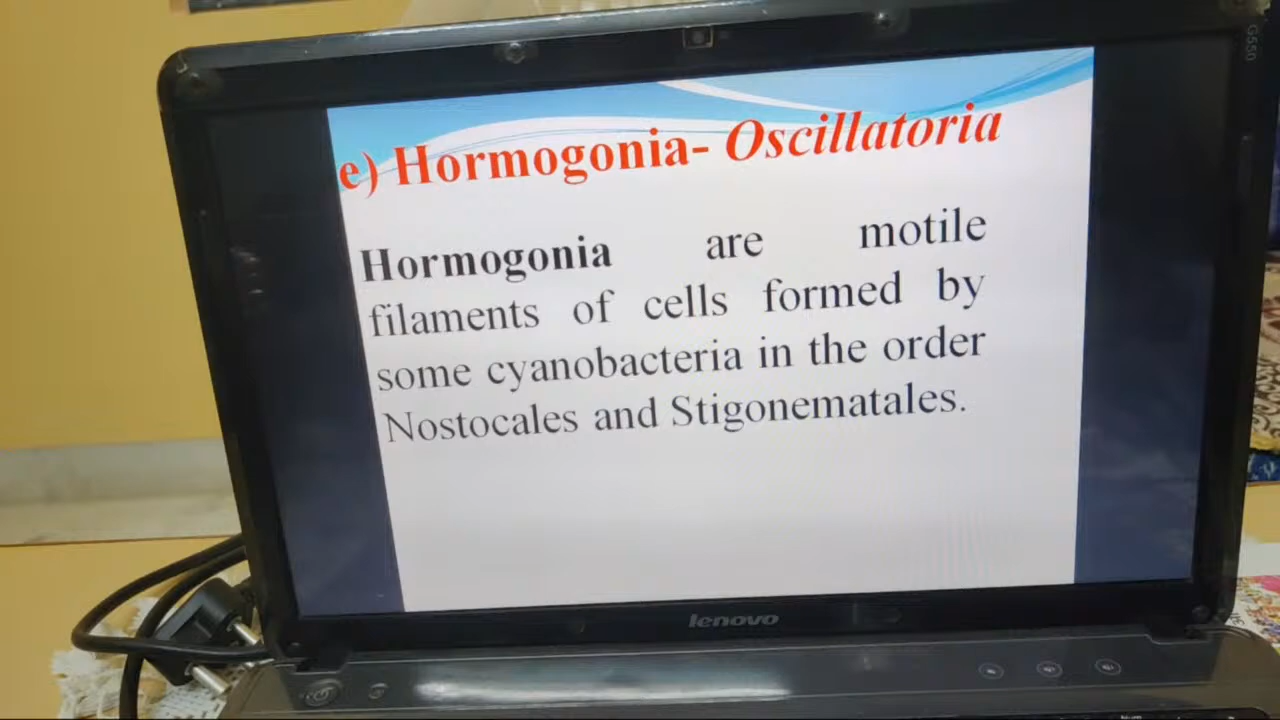 e) Hormogonia- Oscillatoria
Hormogonia are motile
filaments of cells formed by
some cyanobacteria in the order
Nostocales and Stigonematales.
lenovo
G550